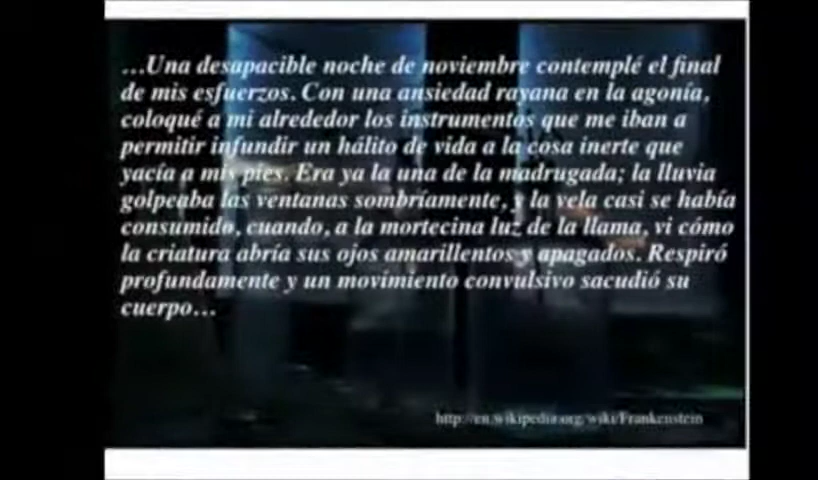 …Una desapacible noche de noviembre contemplé el final
de mis esfuerzos. Con una ansiedad rayana en la agonía,
coloqué a mi alrededor los instrumentos que me iban a
permitir infundir un hálito de vida a la cosa inerte que
yacía a mis pies. Era ya la una de la madrugada; la lluvia
golpeaba las ventanas sombríamente, y la vela casi se había
consumido, cuando, a la mortecina luz de la llama, vi cómo
la criatura abría sus ojos amarillentos y apagados. Respiró
profundamente y un movimiento convulsivo sacudió su
cuerpo…
http://en.wikipedia.org/wiki/Frankenstein